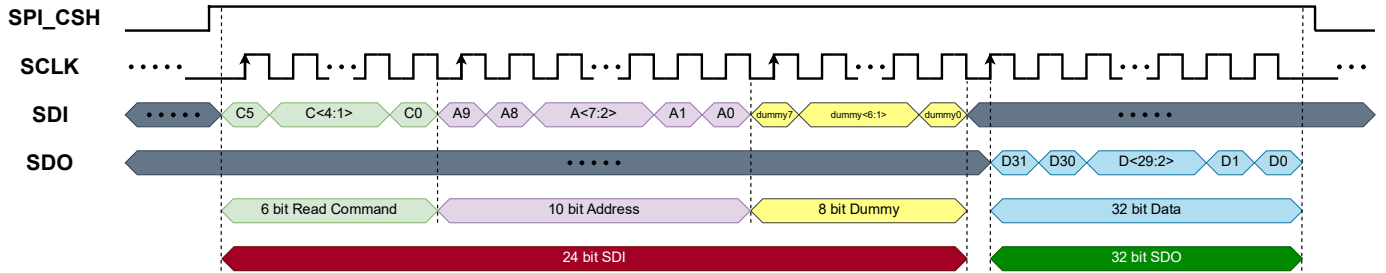 SPI_CSH
SCLK
SDI
C5 C<4:1> C0 A9 A8 A<7:2> A1 A0 dummy7 dummy<6:1> dummy0
SDO
D31 D30 D<29:2> D1 D0
6 bit Read Command 10 bit Address 8 bit Dummy 32 bit Data
24 bit SDI 32 bit SDO